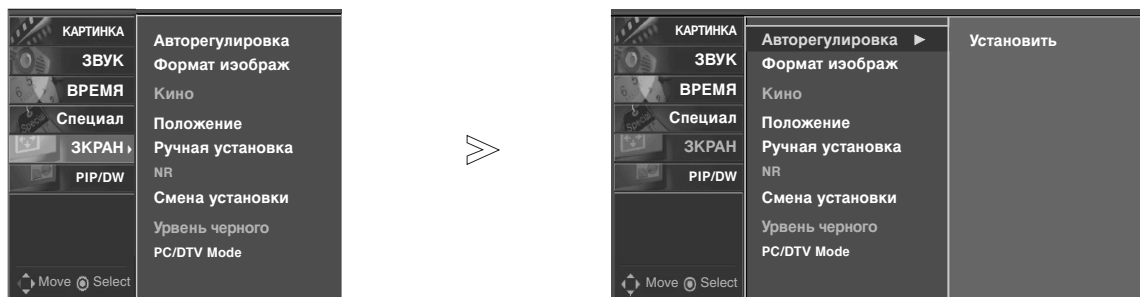 КАРТИНКА
ЗВУК
ВРЕМЯ
Специал
ЗКРАН
PIP/DW
Авторегулировка
Формат изображ
Кино
Положение
Ручная установка
NR
Смена установки
Урвень черного
PC/DTV Mode
Move Select
КАРТИНКА
ЗВУК
ВРЕМЯ
Специал
ЗКРАН
PIP/DW
Авторегулировка ►
Формат изображ
Кино
Положение
Ручная установка
NR
Смена установки
Урвень черного
PC/DTV Mode
Установить
Move Select